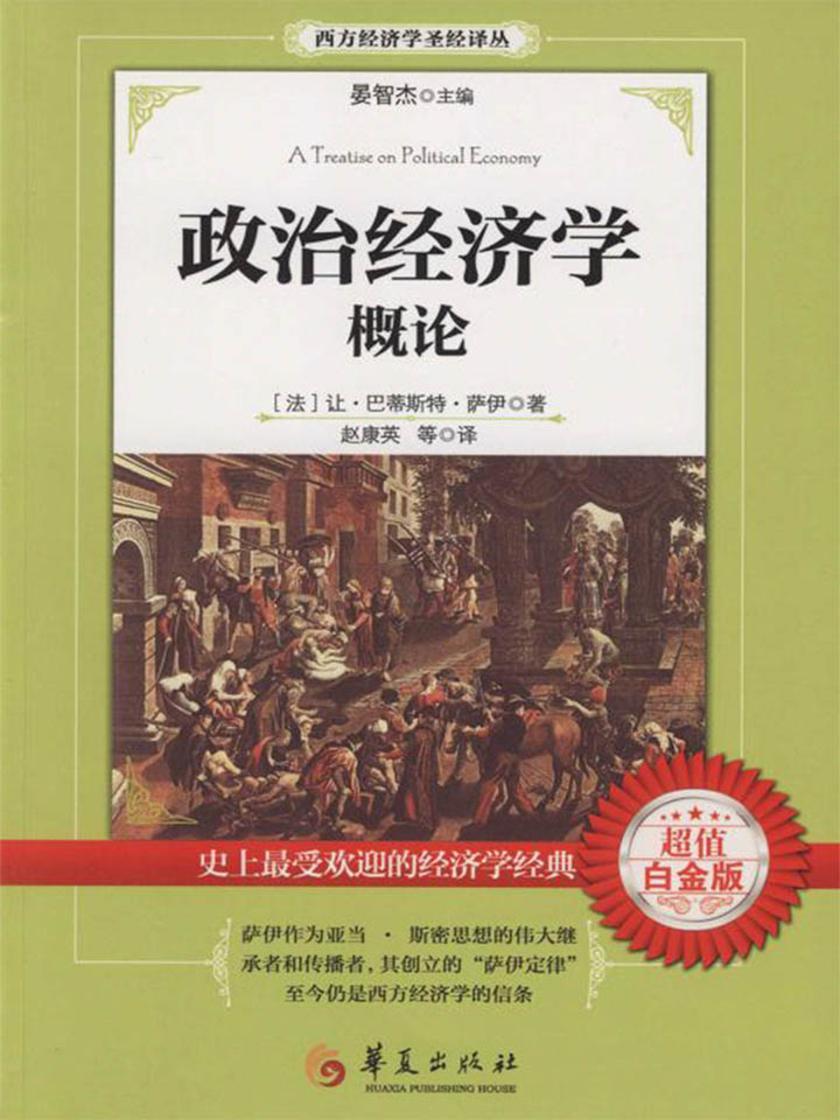 西方经济学圣经译丛
晏智杰◎主编
A Treatise on Political Economy
政治经济学
概论
[法]让·巴蒂斯特·萨伊◎著
赵康英 等◎译
史上最受欢迎的经济学经典
超值
白金版
萨伊作为亚当·斯密思想的伟大继
承者和传播者,其创立的“萨伊定律”
至今仍是西方经济学的信条
华夏出版社
HUAXIA PUBLISHING HOUSE